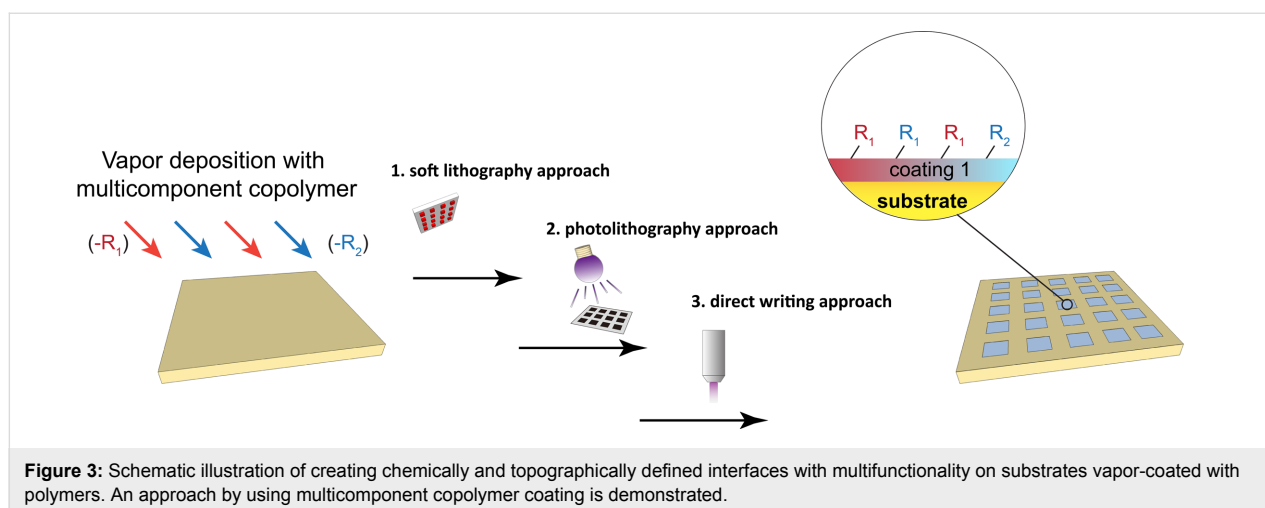 Vapor deposition with
multicomponent copolymer
(-R1)
(-R2)
1. soft lithography approach
2. photolithography approach
3. direct writing approach
R1 R1 R1 R2
coating 1
substrate
Figure 3: Schematic illustration of creating chemically and topographically defined interfaces with multifunctionality on substrates vapor-coated with
polymers. An approach by using multicomponent copolymer coating is demonstrated.